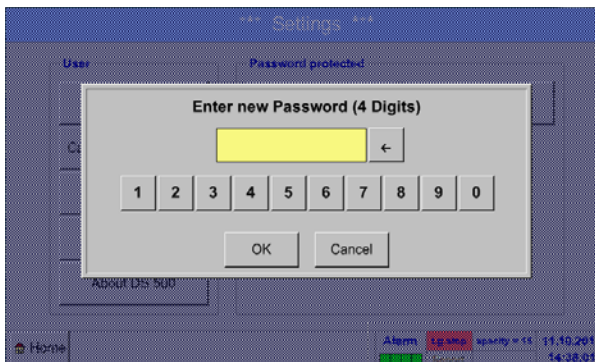 *** Settings ***
User
Password protected
Enter new Password (4 Digits)
←
1 2 3 4 5 6 7 8 9 0
OK Cancel
About DS 500
Home
Alarm
14:38:01